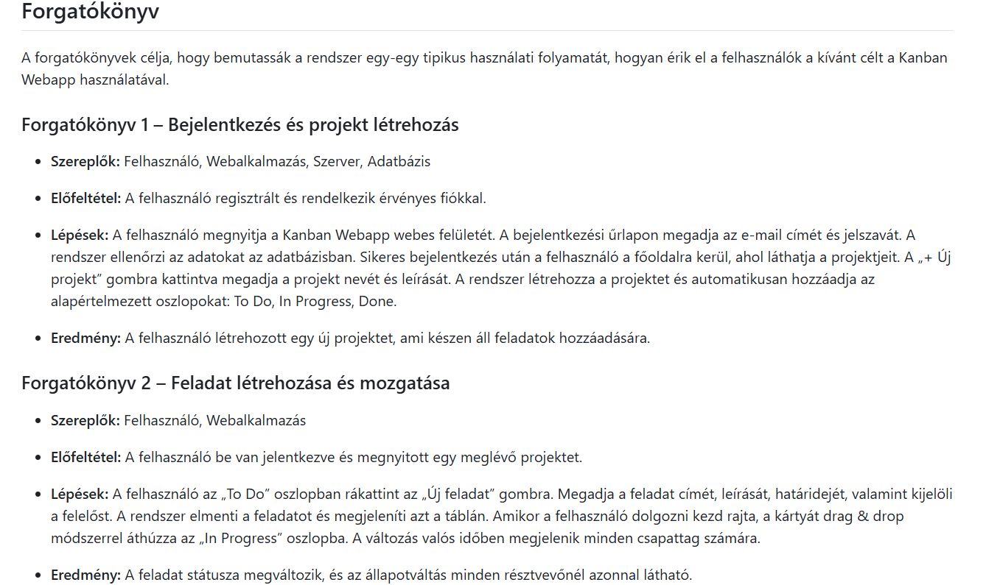 Forgatókönyv
A forgatókönyvek célja, hogy bemutassák a rendszer egy-egy tipikus használati folyamatát, hogyan érik el a felhasználók a kívánt célt a Kanban
Webapp használatával.
Forgatókönyv 1 – Bejelentkezés és projekt létrehozás
• Szereplők: Felhasználó, Webalkalmazás, Szerver, Adatbázis
• Előfeltétel: A felhasználó regisztrált és rendelkezik érvényes fiókkal.
• Lépések: A felhasználó megnyitja a Kanban Webapp webes felületét. A bejelentkezési űrlapon megadja az e-mail címét és jelszavát. A
rendszer ellenőrzi az adatokat az adatbázisban. Sikeres bejelentkezés után a felhasználó a főoldalra kerül, ahol láthatja a projektjeit. A „+ Új
projekt” gombra kattintva megadja a projekt nevét és leírását. A rendszer létrehozza a projektet és automatikusan hozzáadja az
alapértelmezett oszlopokat: To Do, In Progress, Done.
• Eredmény: A felhasználó létrehozott egy új projektet, ami készen áll feladatok hozzáadására.
Forgatókönyv 2 – Feladat létrehozása és mozgatása
• Szereplők: Felhasználó, Webalkalmazás
• Előfeltétel: A felhasználó be van jelentkezve és megnyitott egy meglévő projektet.
• Lépések: A felhasználó az „To Do” oszlopban rákattint az „Új feladat” gombra. Megadja a feladat címét, leírását, határidejét, valamint kijelöli
a felelőst. A rendszer elmenti a feladatot és megjeleníti azt a táblán. Amikor a felhasználó dolgozni kezd rajta, a kártyát drag & drop
módszerrel áthúzza az „In Progress” oszlopba. A változás valós időben megjelenik minden csapattag számára.
• Eredmény: A feladat státusza megváltozik, és az állapotváltás minden résztvevőnél azonnal látható.